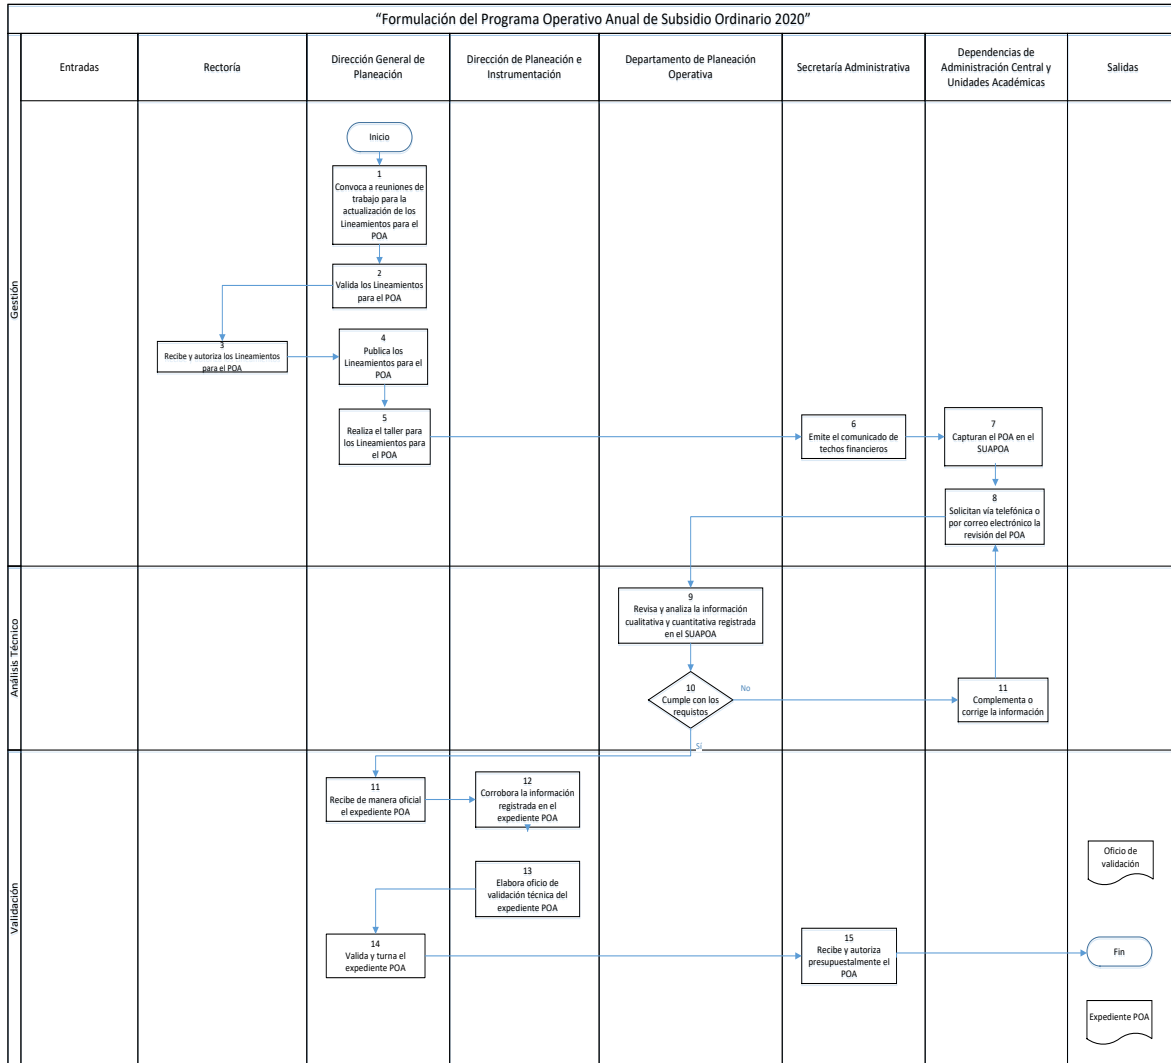 “Formulación del Programa Operativo Anual de Subsidio Ordinario 2020”
Entradas
Rectoría
Dirección General de
Planeación
Dirección de Planeación e
Instrumentación
Departamento de Planeación
Operativa
Secretaría Administrativa
Dependencias de
Administración Central y
Unidades Académicas
Salidas
Gestión
Inicio
1
Convoca a reuniones de
trabajo para la
actualización de los
Lineamientos para el
POA
2
Valida los Lineamientos
para el POA
3
Recibe y autoriza los Lineamientos
para el POA
4
Publica los
Lineamientos para el
POA
5
Realiza el taller para
los Lineamientos para
el POA
6
Emite el comunicado de
techos financieros
7
Capturan el POA en el
SUAPOA
8
Solicitan vía telefónica o
por correo electrónico la
revisión del POA
Análisis Técnico
9
Revisa y analiza la información
cualitativa y cuantitativa registrada
en el SUAPOA
10
Cumple con los
requistos
No
11
Complementa o
corrige la información
Si
Validación
11
Recibe de manera oficial
el expediente POA
12
Corrobora la información
registrada en el
expediente POA
13
Elabora oficio de
validación técnica del
expediente POA
Oficio de
validación
14
Valida y turna el
expediente POA
15
Recibe y autoriza
presupuestalmente el
POA
Fin
Expediente POA